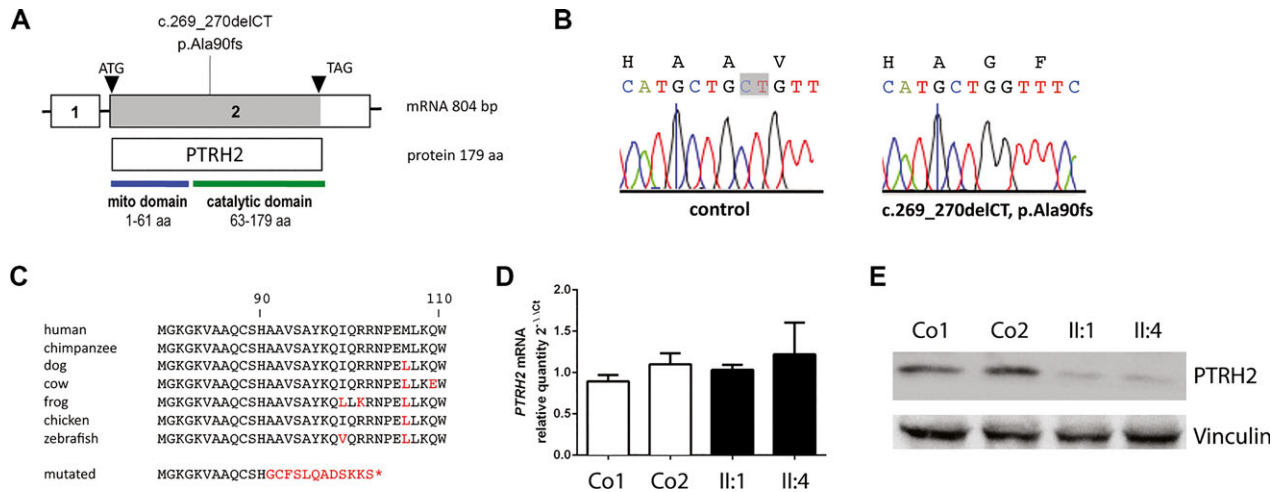 A
c.269_270delCT
p.Ala90fs
ATG
TAG
1
2
mRNA 804 bp
PTRH2
protein 179 aa
mito domain
1-61 aa
catalytic domain
63-179 aa
B
H A A V
C A T G C T G C T G T T
control
H A G F
C A T G C T G G T T T C
c.269_270delCT, p.Ala90fs
C
90 110
human MGKGKVAAQCSHAAVSAYKQIQRRNPEMLKQW
chimpanzee MGKGKVAAQCSHAAVSAYKQIQRRNPEMLKQW
dog MGKGKVAAQCSHAAVSAYKQIQRRNPELLKQW
cow MGKGKVAAQCSHAAVSAYKQIQRRNPELLKEW
frog MGKGKVAAQCSHAAVSAYKQLLKRNPELLKQW
chicken MGKGKVAAQCSHAAVSAYKQIQRRNPELLKQW
zebrafish MGKGKVAAQCSHAAVSAYKQVQRRNPELLKQW
mutated MGKGKVAAQCSHGCFSLQADSKKS*
D
PTRH2 mRNA
relative quantity 2^-\\Ct
2.0
1.5
1.0
0.5
0.0
Co1 Co2 II:1 II:4
E
Co1 Co2 II:1 II:4
PTRH2
Vinculin